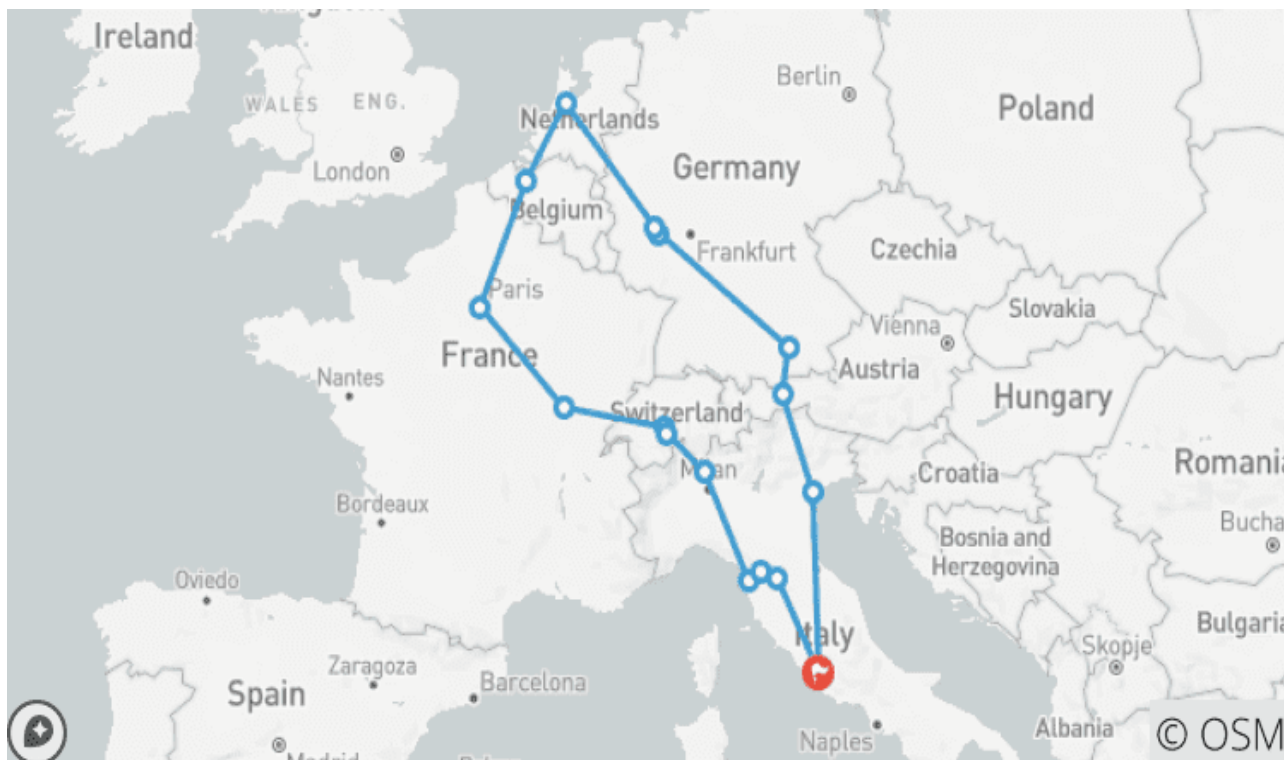 Ireland
WALES
ENG.
London
Netherlands
Belgium
Berlin
Poland
Germany
Frankfurt
Czechia
Paris
France
Slovakia
Vienna
Austria
Nantes
Switzerland
Hungary
Romania
Croatia
Bordeaux
Bosnia and
Herzegovina
Bucha
Oviedo
Italy
Bulgaria
Skopje
Zaragoza
Spain
Barcelona
Naples
Albania
Madrid
© OSM